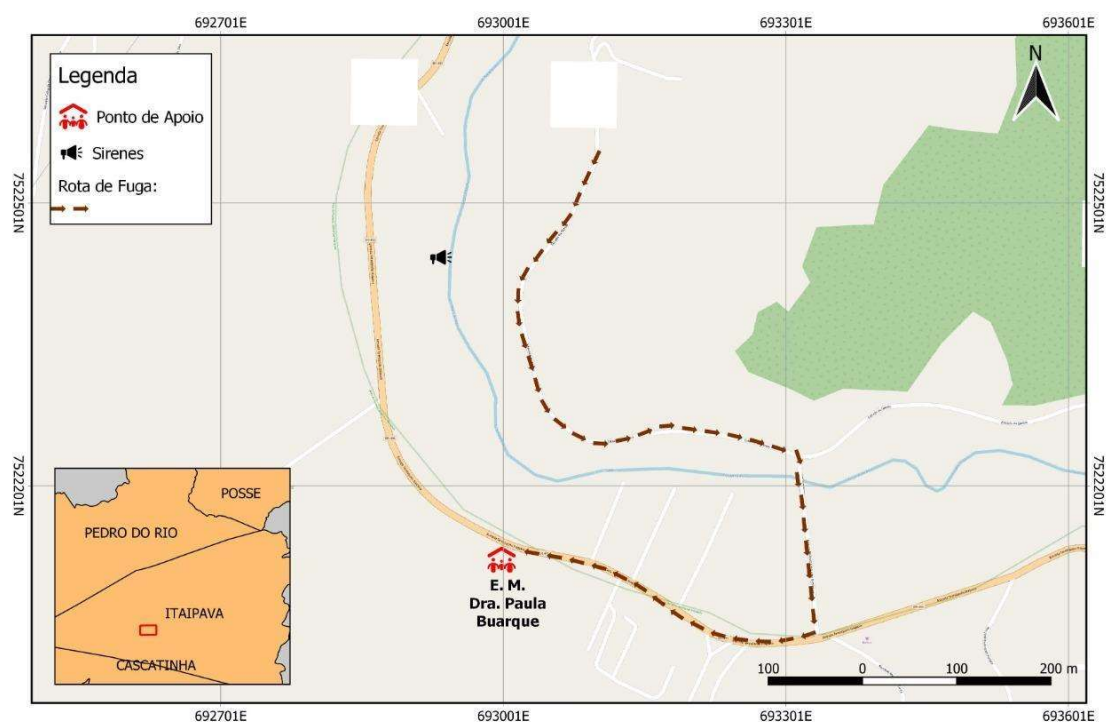 692701E
693001E
693301E
693601E
Legenda
Ponto de Apoio
Sirenes
Rota de Fuga:
N
7522501N
7522501N
7522201N
7522201N
E. M.
Dra. Paula
Buarque
POSSE
PEDRO DO RIO
ITAIPAVA
CASCATINHA
100 0 100 200 m
692701E
693001E
693301E
693601E